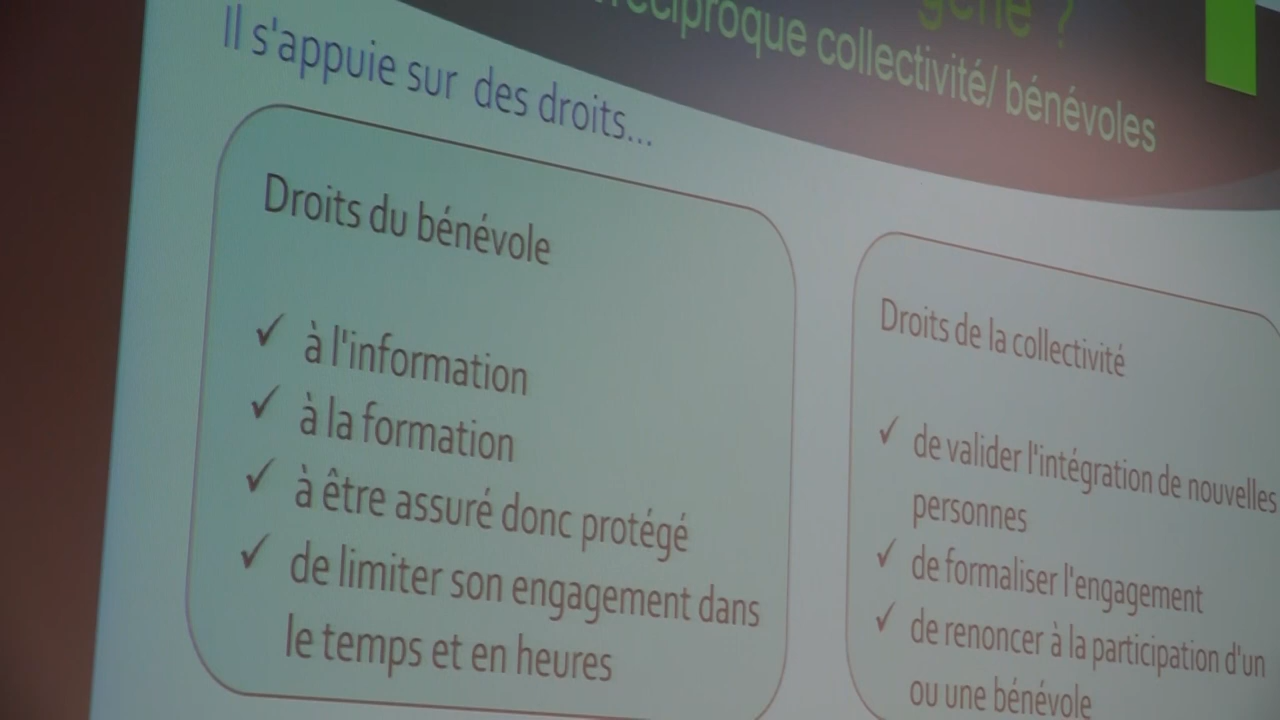 gène ?
réciproque collectivité/ bénévoles
Il s'appuie sur des droits...
Droits du bénévole
✓ à l'information
✓ à la formation
✓ à être assuré donc protégé
✓ de limiter son engagement dans
le temps et en heures
Droits de la collectivité
✓ de valider l'intégration de nouvelles
personnes
✓ de formaliser l'engagement
✓ de renoncer à la participation d'un
ou une bénévole